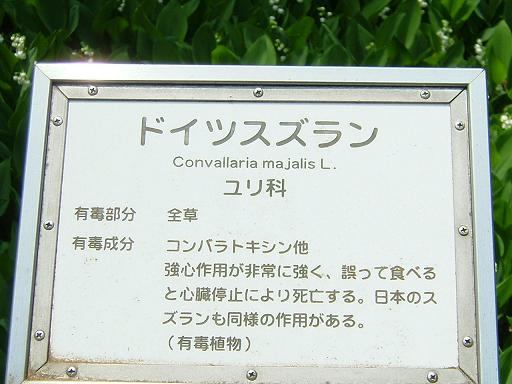 ドイツスズラン
Convallaria majalis L.
ユリ科
有毒部分 全草
有毒成分 コンバラトキシン他
強心作用が非常に強く、誤って食べる
と心臓停止により死亡する。日本のス
ズランも同様の作用がある。
（有毒植物）